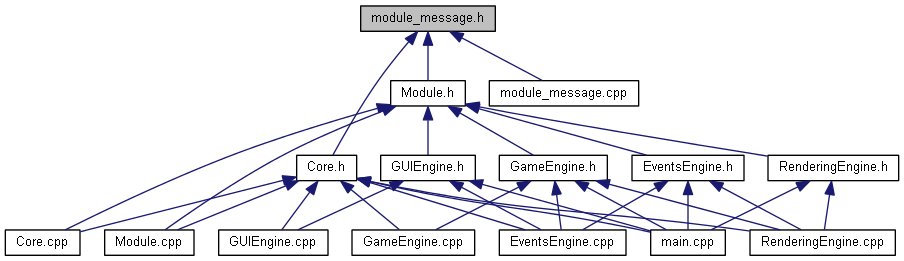 module_message.h
Module.h
module_message.cpp
Core.h
GUIEngine.h
GameEngine.h
EventsEngine.h
RenderingEngine.h
Core.cpp
Module.cpp
GUIEngine.cpp
GameEngine.cpp
EventsEngine.cpp
main.cpp
RenderingEngine.cpp